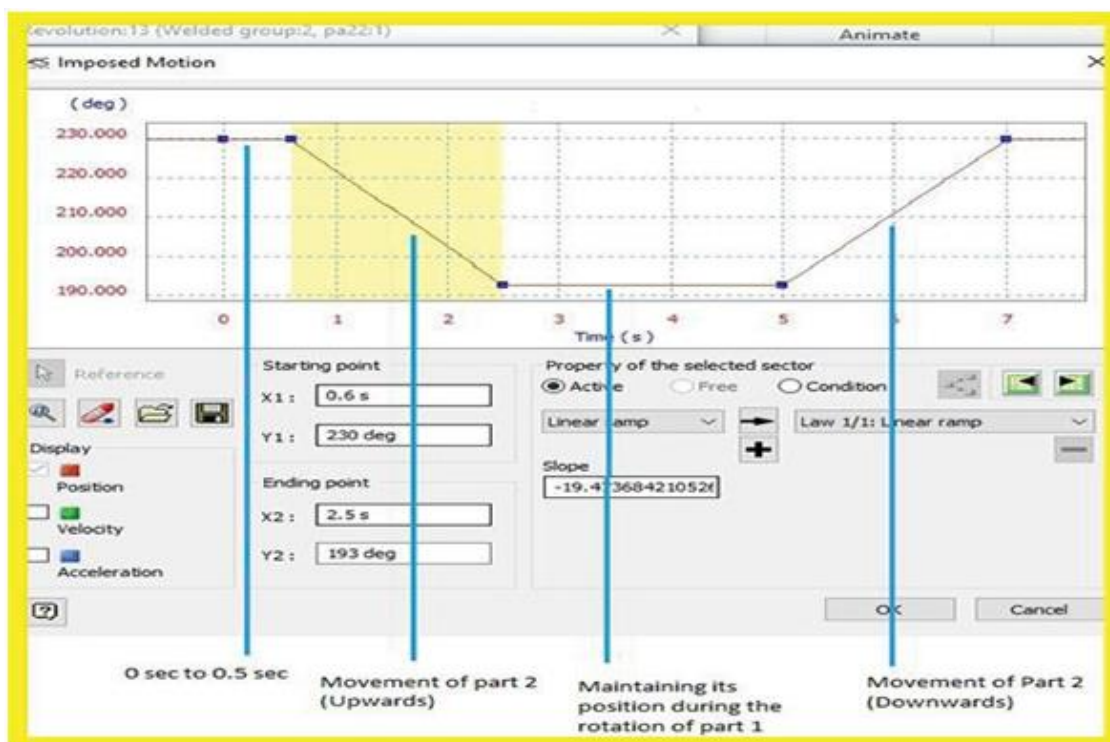 Revolution:13 (Welded group:2, pa22:1)
Animate
Imposed Motion
(deg)
230.000
220.000
210.000
200.000
190.000
0 1 2 3 4 5 6 7
Time (s)
Reference
Display
Position
Velocity
Acceleration
Starting point
X1: 0.6 s
Y1: 230 deg
Ending point
X2: 2.5 s
Y2: 193 deg
Property of the selected sector
Active Free Condition
Linear ramp
Law 1/1: Linear ramp
Slope
-19.473684210526
OK Cancel
0 sec to 0.5 sec
Movement of part 2
(Upwards)
Maintaining its
position during the
rotation of part 1
Movement of Part 2
(Downwards)